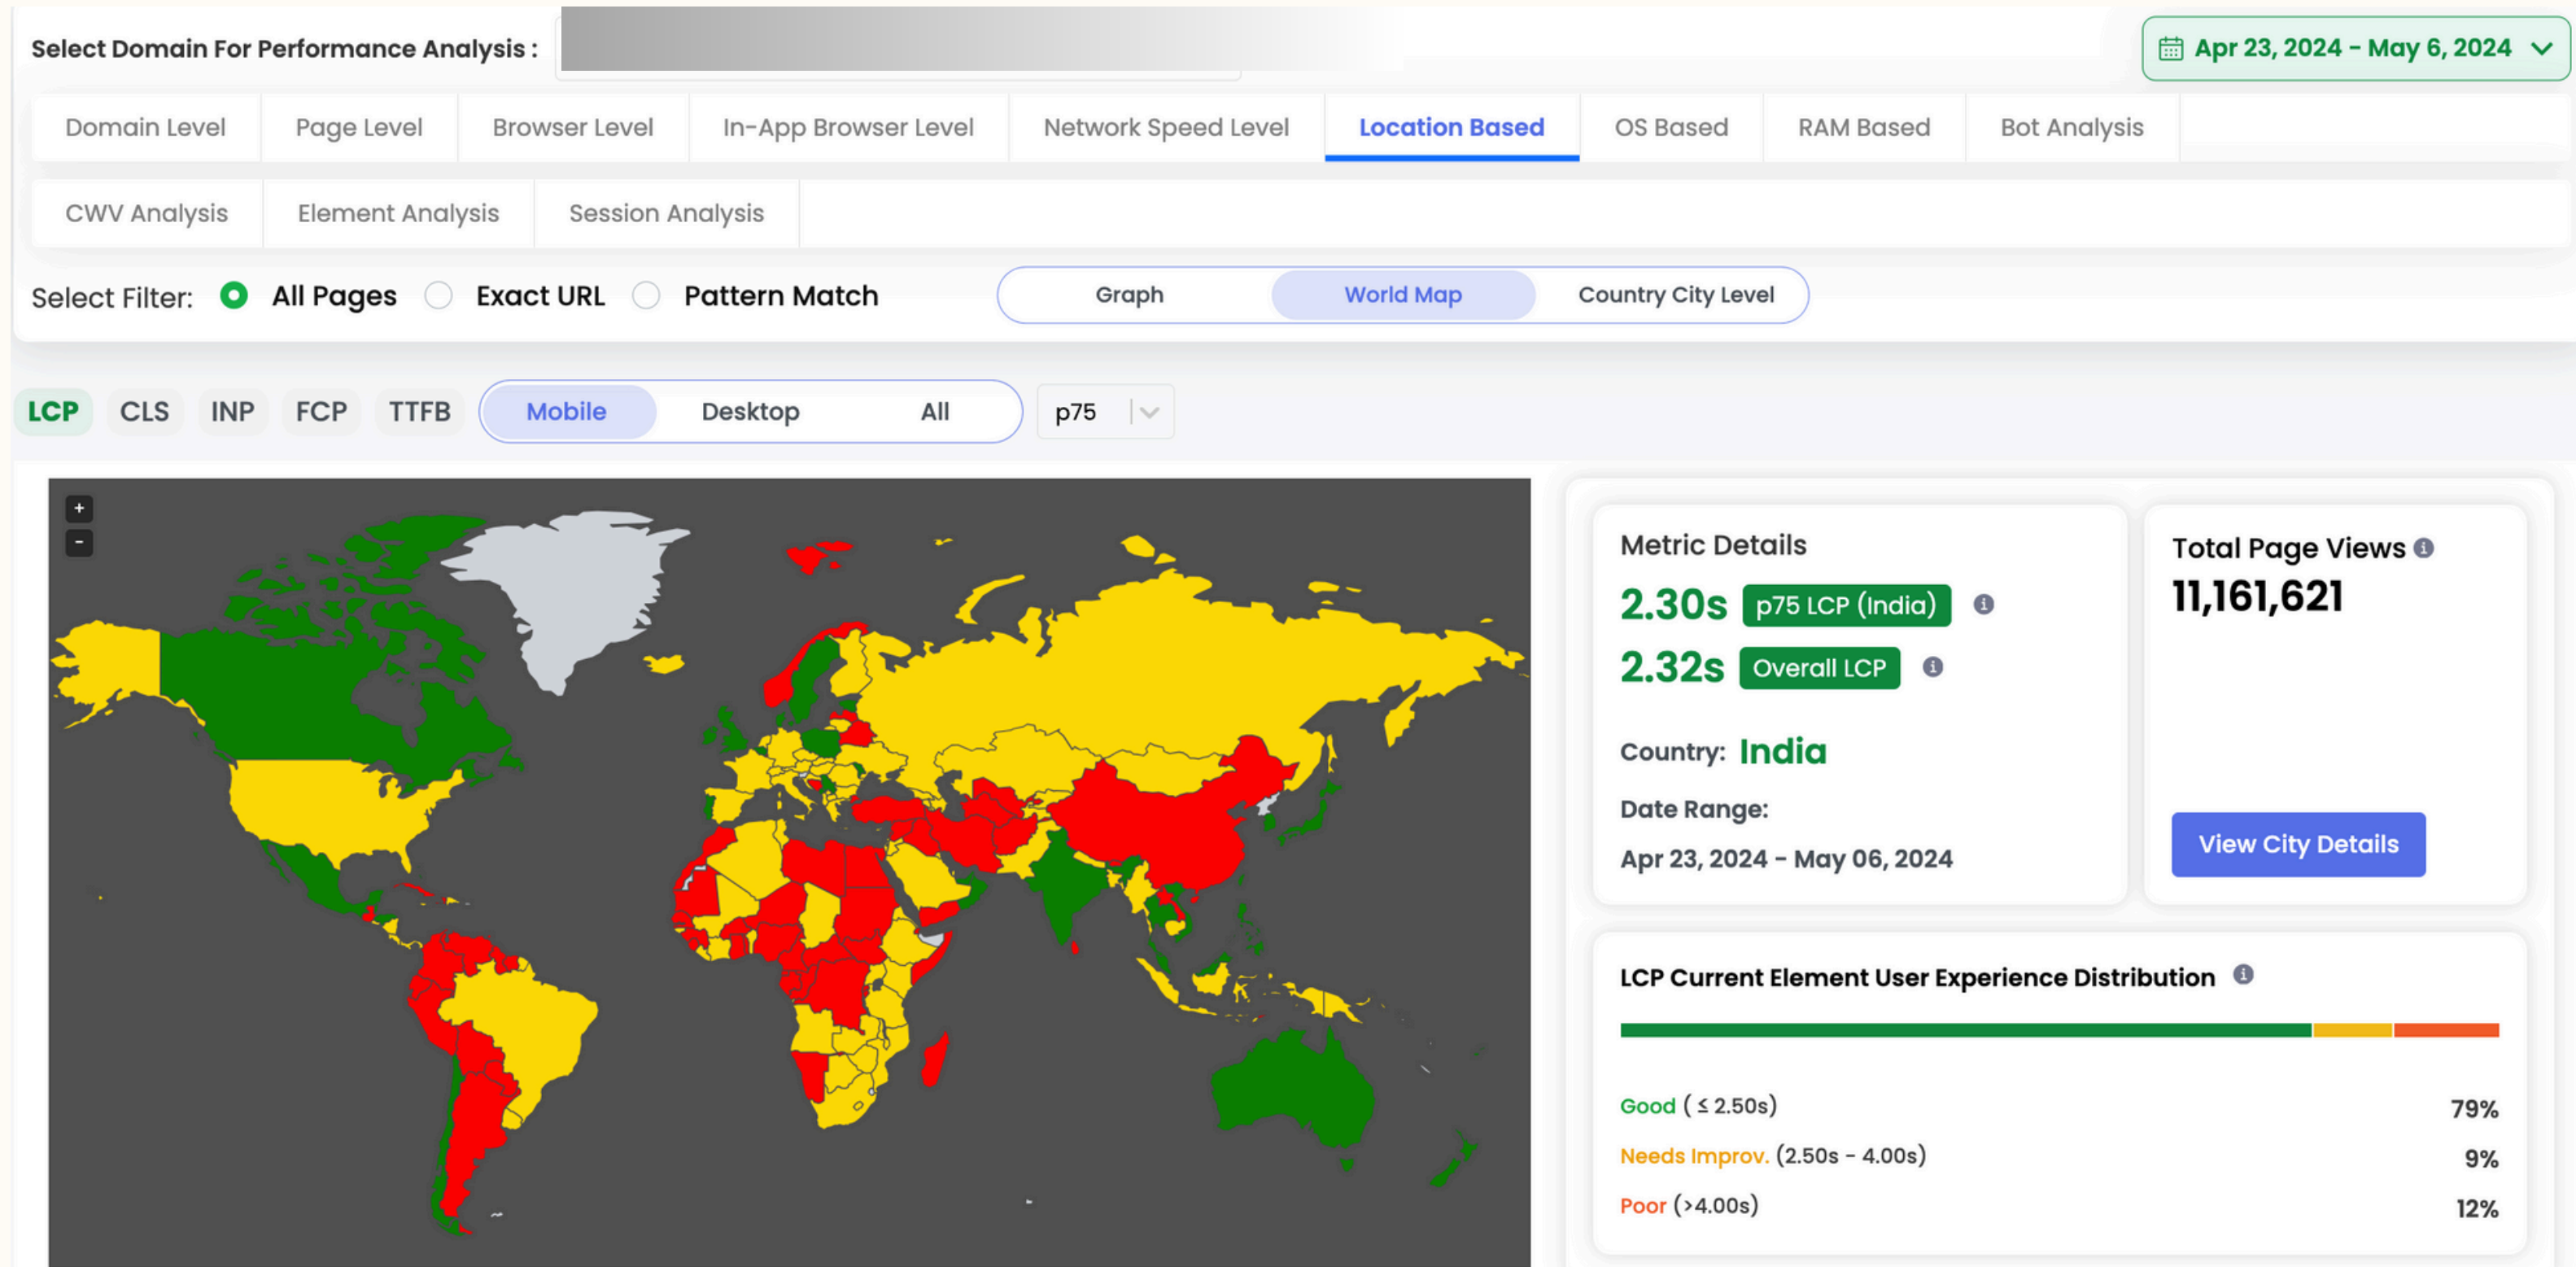 Select Domain For Performance Analysis :
Apr 23, 2024 - May 6, 2024
Domain Level Page Level Browser Level In-App Browser Level Network Speed Level Location Based OS Based RAM Based Bot Analysis
CWV Analysis Element Analysis Session Analysis
Select Filter: All Pages Exact URL Pattern Match Graph World Map Country City Level
LCP CLS INP FCP TTFB Mobile Desktop All p75
+
-
Metric Details
2.30s p75 LCP (India)
2.32s Overall LCP
Country: India
Date Range:
Apr 23, 2024 - May 06, 2024
Total Page Views
11,161,621
View City Details
LCP Current Element User Experience Distribution
Good ( ≤ 2.50s) 79%
Needs Improv. (2.50s - 4.00s) 9%
Poor (>4.00s) 12%